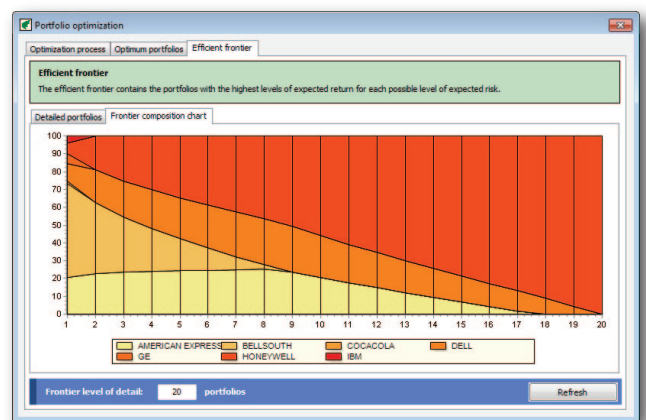 Portfolio optimization
Optimization process Optimum portfolios Efficient frontier
Efficient frontier
The efficient frontier contains the portfolios with the highest levels of expected return for each possible level of expected risk.
Detailed portfolios Frontier composition chart
100
90
80
70
60
50
40
30
20
10
0
1 2 3 4 5 6 7 8 9 10 11 12 13 14 15 16 17 18 19 20
AMERICAN EXPRESS BELLSOUTH COCACOLA DELL
GE HONEYWELL IBM
Frontier level of detail: 20 portfolios Refresh